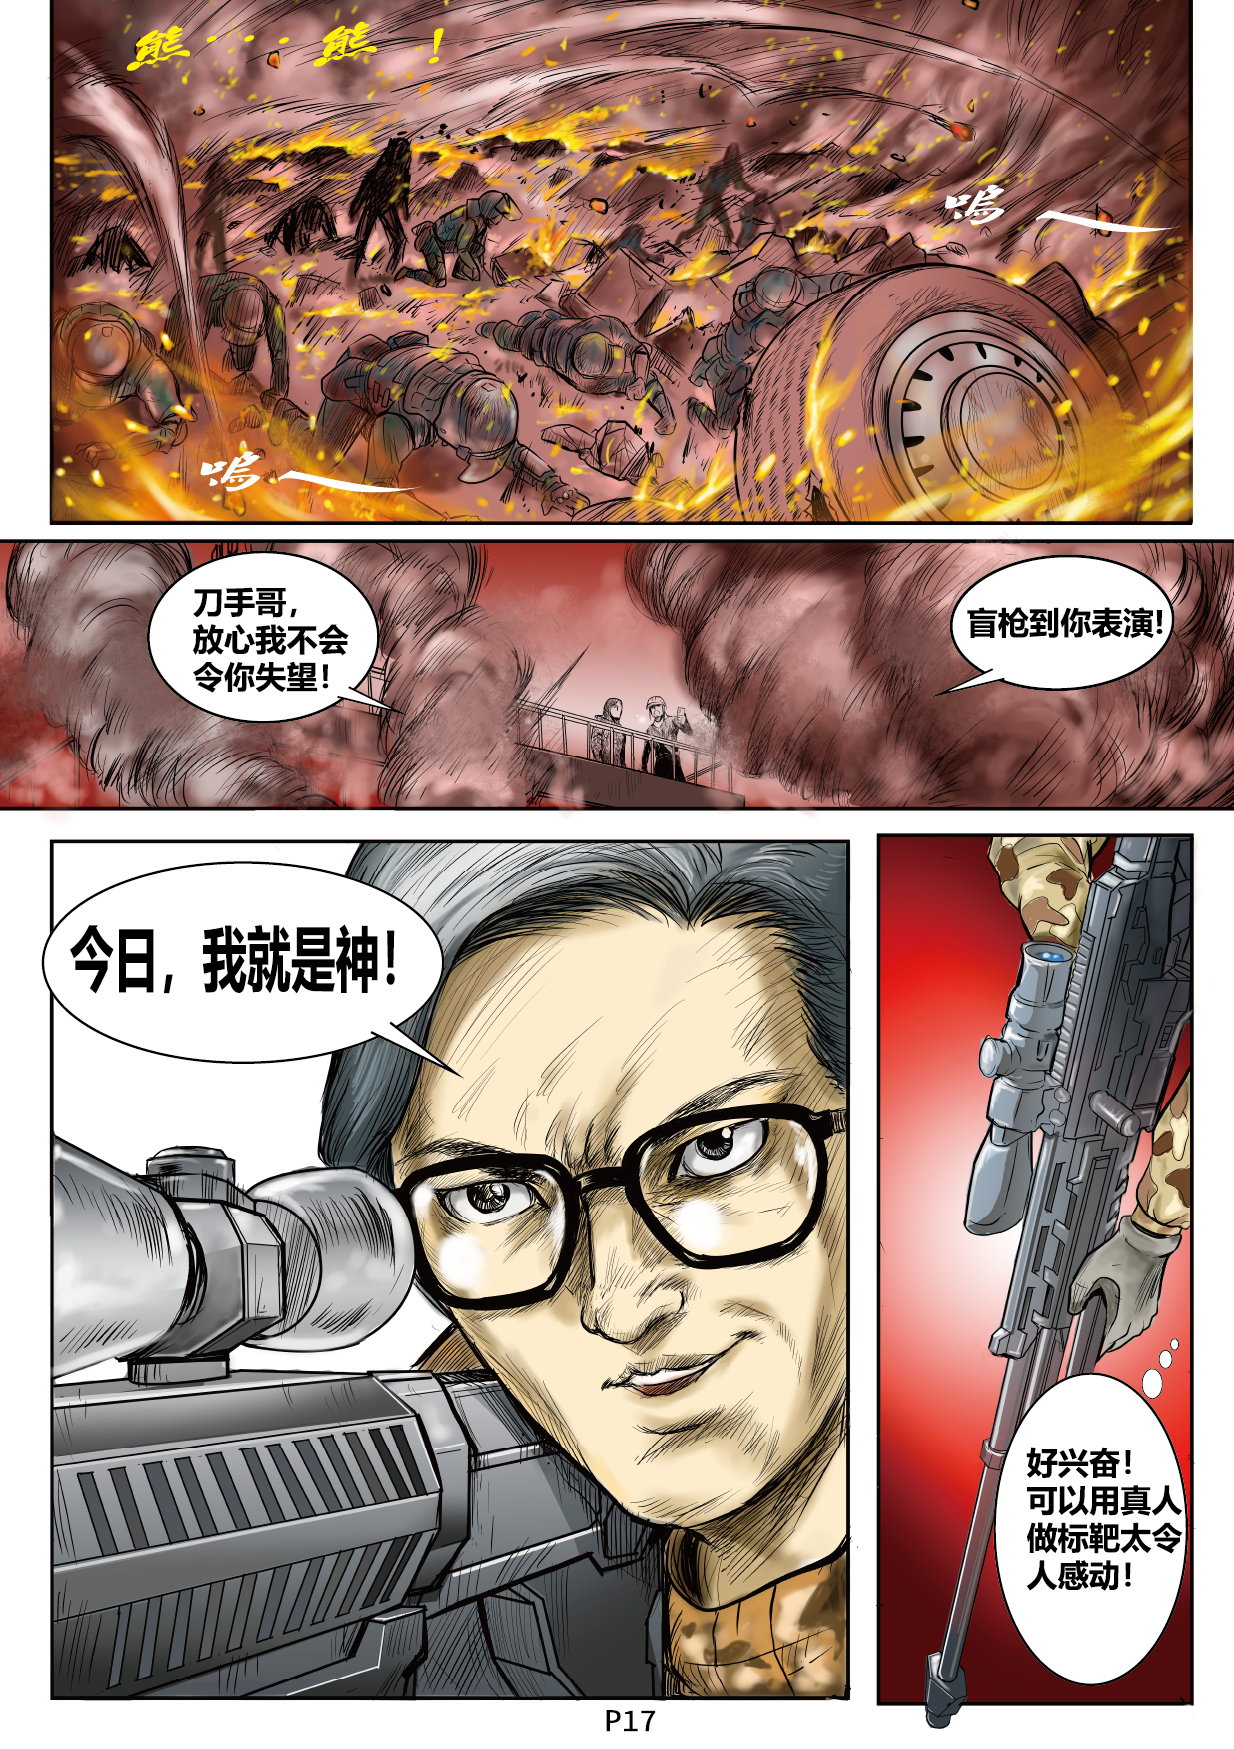 熊···熊！
嗚
嗚
刀手哥，
放心我不会
令你失望！
盲枪到你表演！
今日，我就是神！
好兴奋！
可以用真人
做标靶太令
人感动！
P17